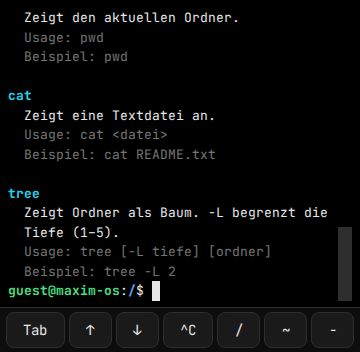 Zeigt den aktuellen Ordner.
Usage: pwd
Beispiel: pwd
cat
Zeigt eine Textdatei an.
Usage: cat <datei>
Beispiel: cat README.txt
tree
Zeigt Ordner als Baum. -L begrenzt die
Tiefe (1–5).
Usage: tree [-L tiefe] [ordner]
Beispiel: tree -L 2
guest@maxim-os:/$
Tab ↑ ↓ ^C / ~ -